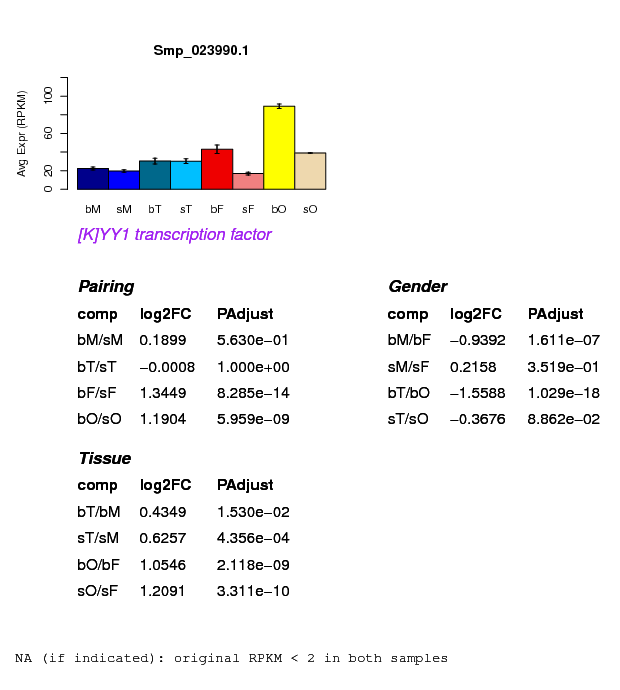 Smp_023990.1
Avg Expr (RPKM)
0 20 60 100
bM sM bT sT bF sF bO sO
[K]YY1 transcription factor
Pairing
comp log2FC PAdjust
bM/sM 0.1899 5.630e−01
bT/sT −0.0008 1.000e+00
bF/sF 1.3449 8.285e−14
bO/sO 1.1904 5.959e−09
Gender
comp log2FC PAdjust
bM/bF −0.9392 1.611e−07
sM/sF 0.2158 3.519e−01
bT/bO −1.5588 1.029e−18
sT/sO −0.3676 8.862e−02
Tissue
comp log2FC PAdjust
bT/bM 0.4349 1.530e−02
sT/sM 0.6257 4.356e−04
bO/bF 1.0546 2.118e−09
sO/sF 1.2091 3.311e−10
NA (if indicated): original RPKM < 2 in both samples